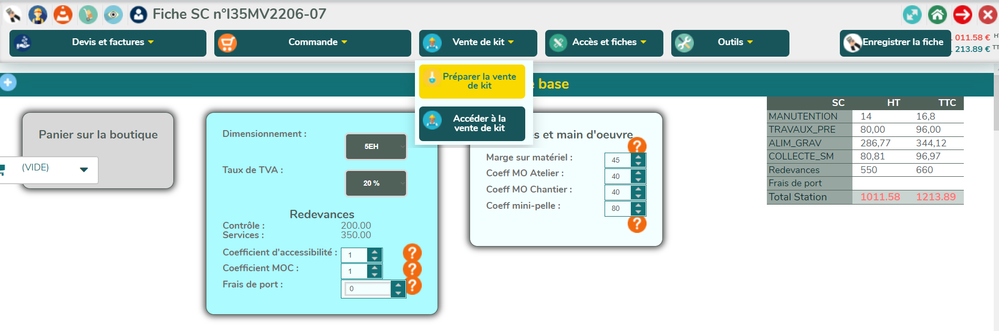 Fiche SC n°I35MV2206-07
Devis et factures
Commande
Vente de kit
Accès et fiches
Outils
Enregistrer la fiche
011.58 € HT
213.89 € TT
Préparer la vente
de kit
Accéder à la
vente de kit
base
Panier sur la boutique
(VIDE)
Dimensionnement :
5EH
Taux de TVA :
20 %
Redevances
Contrôle : 200.00
Services : 350.00
Coefficient d'accessibilité : 1 ?
Coefficient MOC : 1 ?
Frais de port : 0 ?
s et main d'oeuvre
?
Marge sur matériel : 45
Coeff MO Atelier : 40
Coeff MO Chantier : 40
Coeff mini-pelle : 80
?
SC HT TTC
MANUTENTION 14 16,8
TRAVAUX_PRE 80,00 96,00
ALIM_GRAV 286,77 344,12
COLLECTE_SM 80,81 96,97
Redevances 550 660
Frais de port
Total Station 1011.58 1213.89